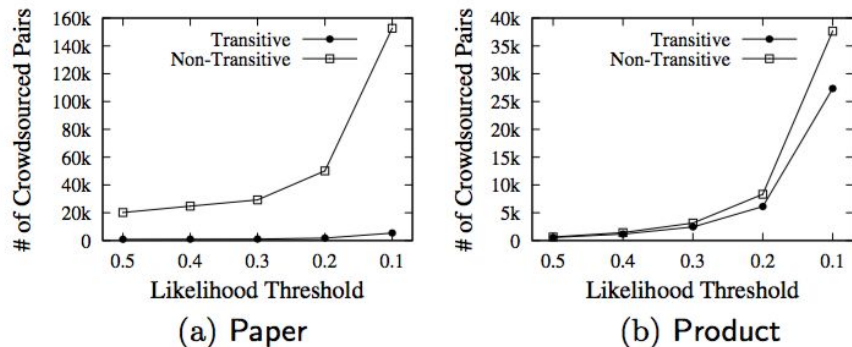 160k
140k
120k
100k
80k
60k
40k
20k
0
# of Crowdsourced Pairs
Transitive
Non-Transitive
0.5 0.4 0.3 0.2 0.1
Likelihood Threshold
(a) Paper
40k
35k
30k
25k
20k
15k
10k
5k
0
# of Crowdsourced Pairs
Transitive
Non-Transitive
0.5 0.4 0.3 0.2 0.1
Likelihood Threshold
(b) Product